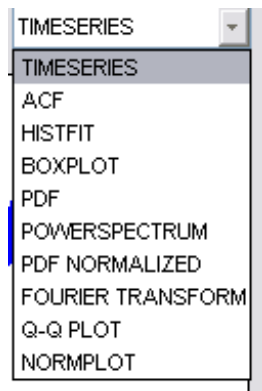 TIMESERIES
TIMESERIES
ACF
HISTFIT
BOXPLOT
PDF
POWERSPECTRUM
PDF NORMALIZED
FOURIER TRANSFORM
Q-Q PLOT
NORMPLOT